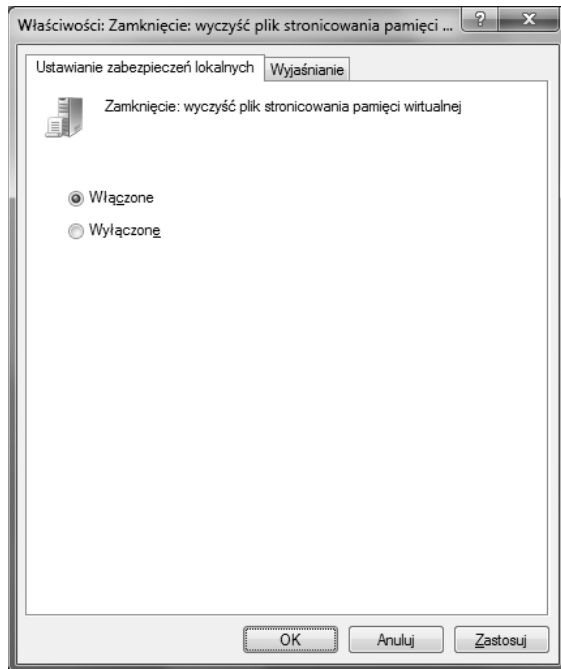 Właściwości: Zamknięcie: wyczyść plik stronicowania pamięci ...
Ustawianie zabezpieczeń lokalnych Wyjaśnianie
Zamknięcie: wyczyść plik stronicowania pamięci wirtualnej
Włączone
Wyłączone
OK Anuluj Zastosuj